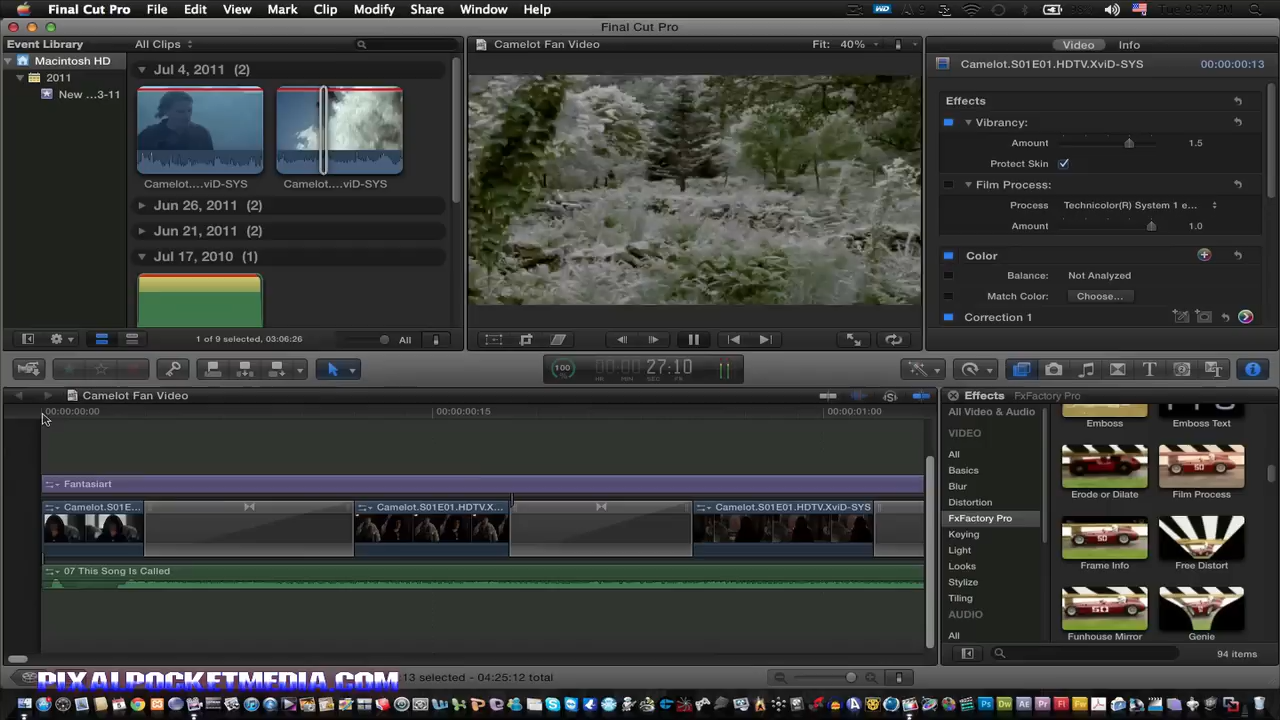 Final Cut Pro File Edit View Mark Clip Modify Share Window Help
Final Cut Pro
Event Library All Clips
Macintosh HD
2011
New ...3-11
Jul 4, 2011 (2)
Camelot....viD-SYS Camelot....viD-SYS
Jun 26, 2011 (2)
Jun 21, 2011 (2)
Jul 17, 2010 (1)
1 of 9 selected, 03:06:26 All
Camelot Fan Video Fit: 40%
Video Info
Camelot.S01E01.HDTV.XviD-SYS 00:00:00:13
Effects
Vibrancy:
Amount 1.5
Protect Skin
Film Process:
Process Technicolor(R) System 1 e...
Amount 1.0
Color
Balance: Not Analyzed
Match Color: Choose...
Correction 1
100 27:10
HR MIN SEC FR
Camelot Fan Video
00:00:00:00 00:00:00:15 00:00:01:00
Fantasiart
Camelot.S01E... Camelot.S01E01.HDTV.X... Camelot.S01E01.HDTV.XviD-SYS
07 This Song Is Called
Effects FxFactory Pro
All Video & Audio
VIDEO
All
Basics
Blur
Distortion
FxFactory Pro
Keying
Light
Looks
Stylize
Tiling
AUDIO
All
Emboss Emboss Text
Erode or Dilate Film Process
Frame Info Free Distort
Funhouse Mirror Genie
94 items
PIXALPOCKETMEDIA.COM
13 selected - 04:25:12 total